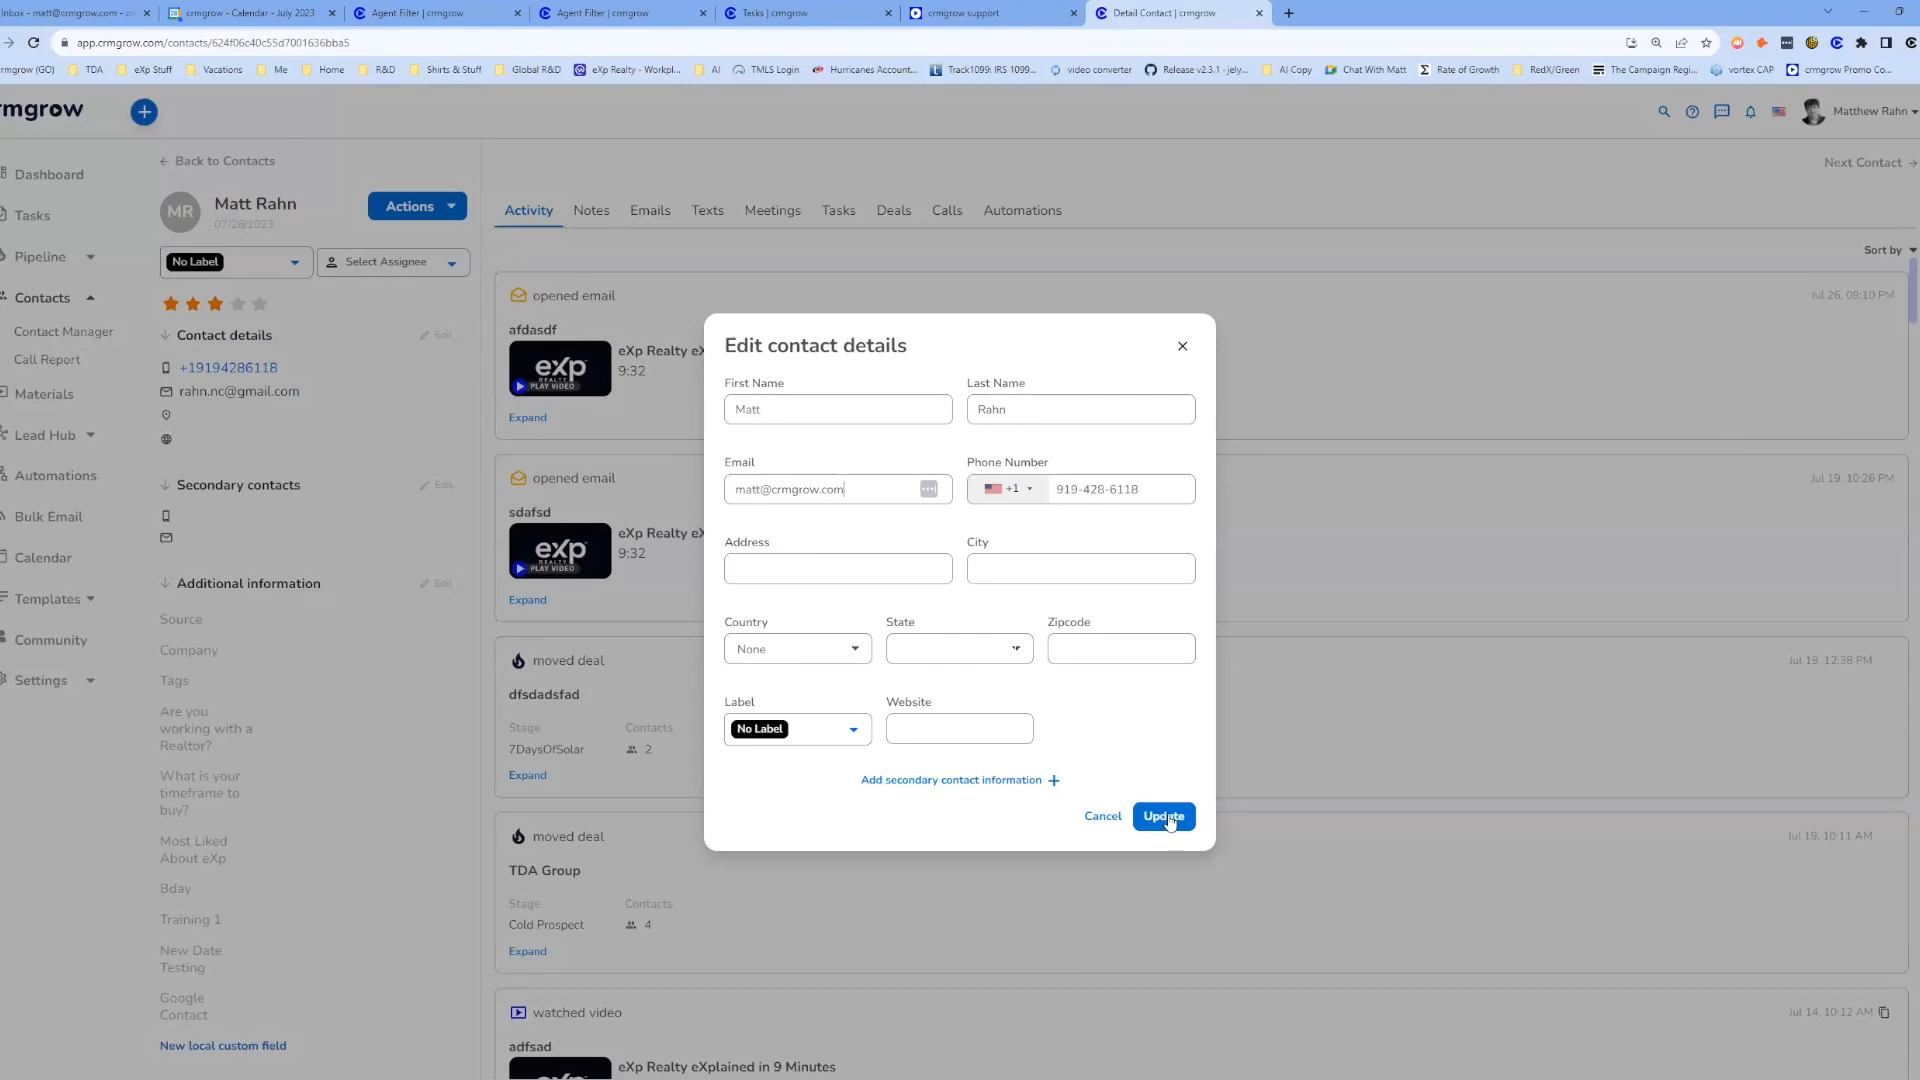 Inbox - matt@crmgrow.com - cr
crmgrow - Calendar - July 2023
Agent Filter | crmgrow
Agent Filter | crmgrow
Tasks | crmgrow
crmgrow support
Detail Contact | crmgrow
app.crmgrow.com/contacts/624f06c40c55d7001636bba5
rmgrow (GO)
TDA
eXp Stuff
Vacations
Me
Home
R&D
Shirts & Stuff
Global R&D
eXp Realty - Workpl...
AI
TMLS Login
Hurricanes Account...
Track1099: IRS 1099...
video converter
Release v2.3.1 - jely...
AI Copy
Chat With Matt
Rate of Growth
RedX/Green
The Campaign Regi...
vortex CAP
crmgrow Promo Co...
rmgrow
Matthew Rahn
Back to Contacts
Next Contact
Dashboard
Tasks
Pipeline
Contacts
Contact Manager
Call Report
Materials
Lead Hub
Automations
Bulk Email
Calendar
Templates
Community
Settings
MR
Matt Rahn
07/28/2023
Actions
No Label
Select Assignee
Contact details
Edit
+19194286118
rahn.nc@gmail.com
Secondary contacts
Edit
Additional information
Edit
Source
Company
Tags
Are you
working with a
Realtor?
What is your
timeframe to
buy?
Most Liked
About eXp
Bday
Training 1
New Date
Testing
Google
Contact
New local custom field
Activity
Notes
Emails
Texts
Meetings
Tasks
Deals
Calls
Automations
Sort by
opened email
Jul 26, 09:10 PM
afdasdf
eXp
REALTY
PLAY VIDEO
eXp Realty eX
9:32
Expand
opened email
Jul 19, 10:26 PM
sdafsd
eXp
REALTY
PLAY VIDEO
eXp Realty eX
9:32
Expand
moved deal
Jul 19, 12:38 PM
dfsdadsfad
Stage
Contacts
7DaysOfSolar
2
Expand
moved deal
Jul 19, 10:11 AM
TDA Group
Stage
Contacts
Cold Prospect
4
Expand
watched video
Jul 14, 10:12 AM
adfsad
eXp Realty eXplained in 9 Minutes
Edit contact details
First Name
Last Name
Matt
Rahn
Email
Phone Number
matt@crmgrow.com
+1
919-428-6118
Address
City
Country
State
Zipcode
None
Label
Website
No Label
Add secondary contact information +
Cancel
Update